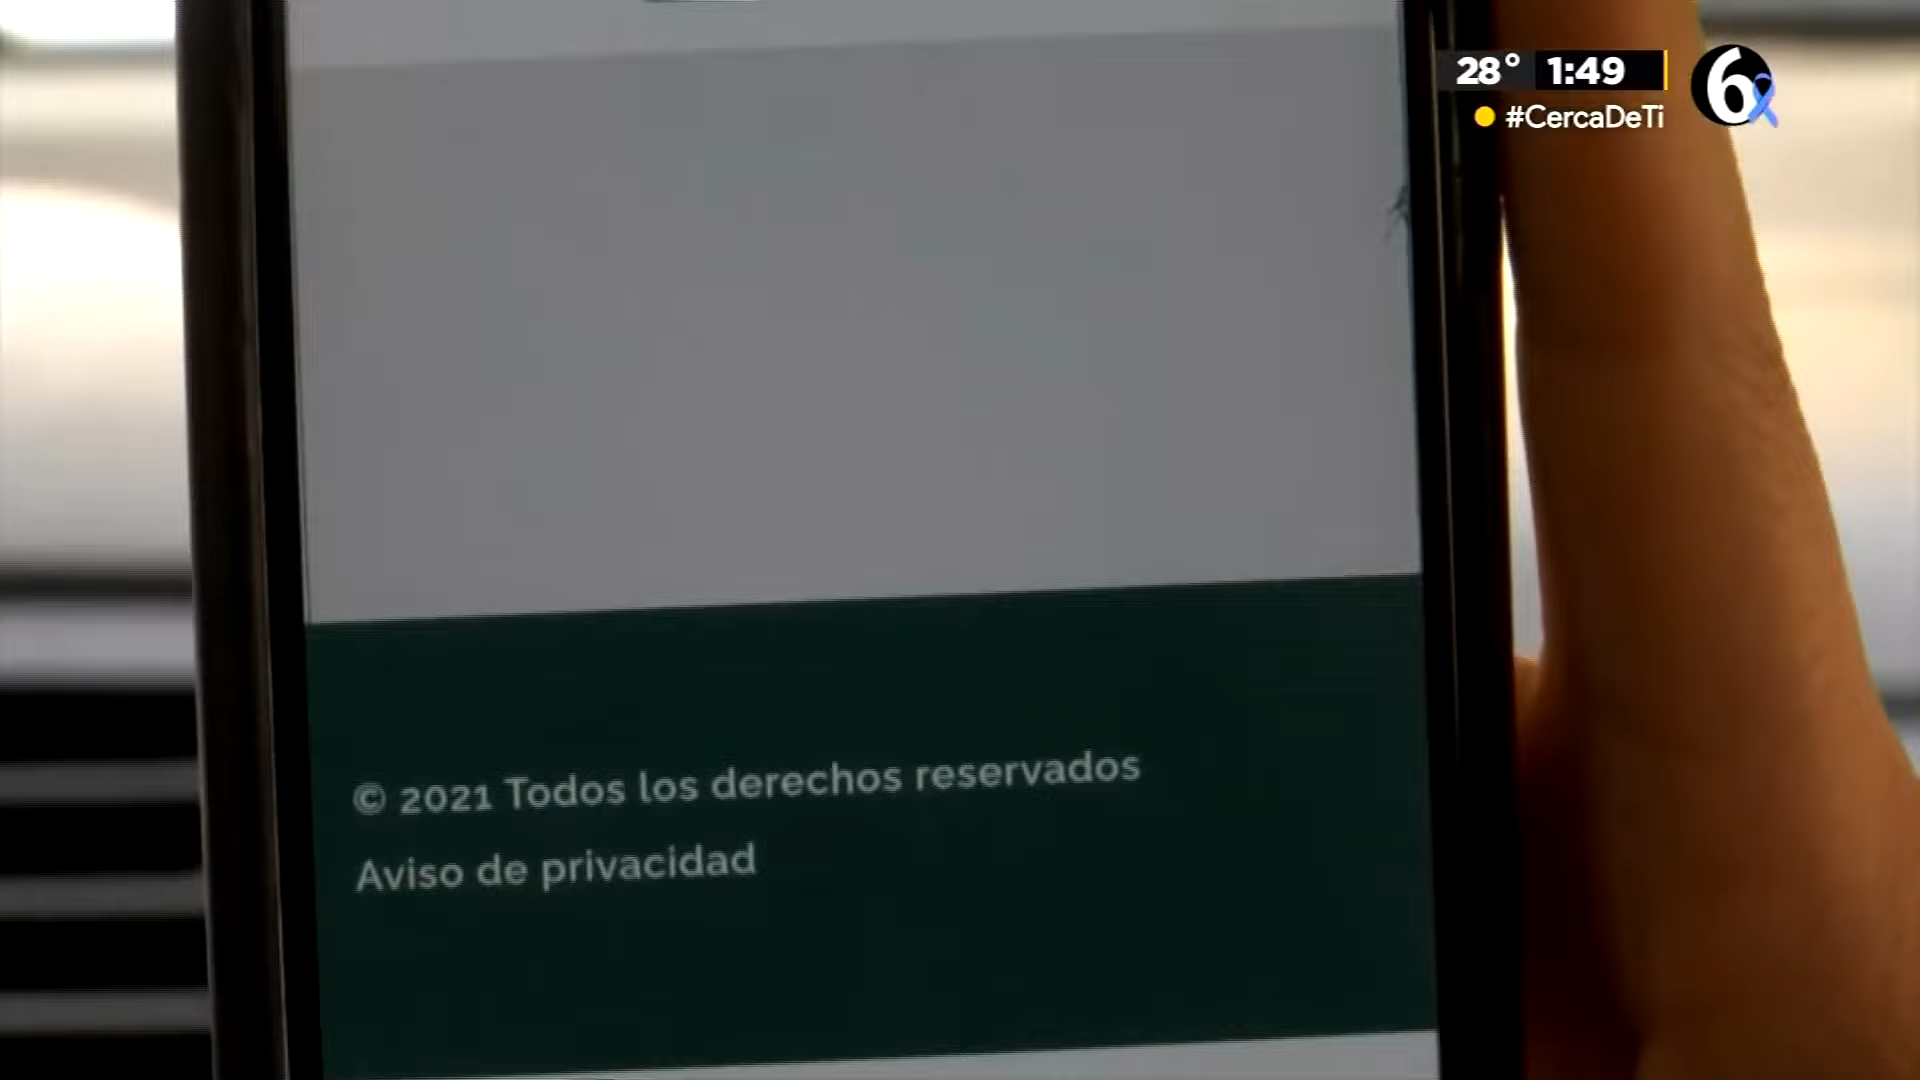 28° 1:49
#CercaDeTi
6
© 2021 Todos los derechos reservados
Aviso de privacidad